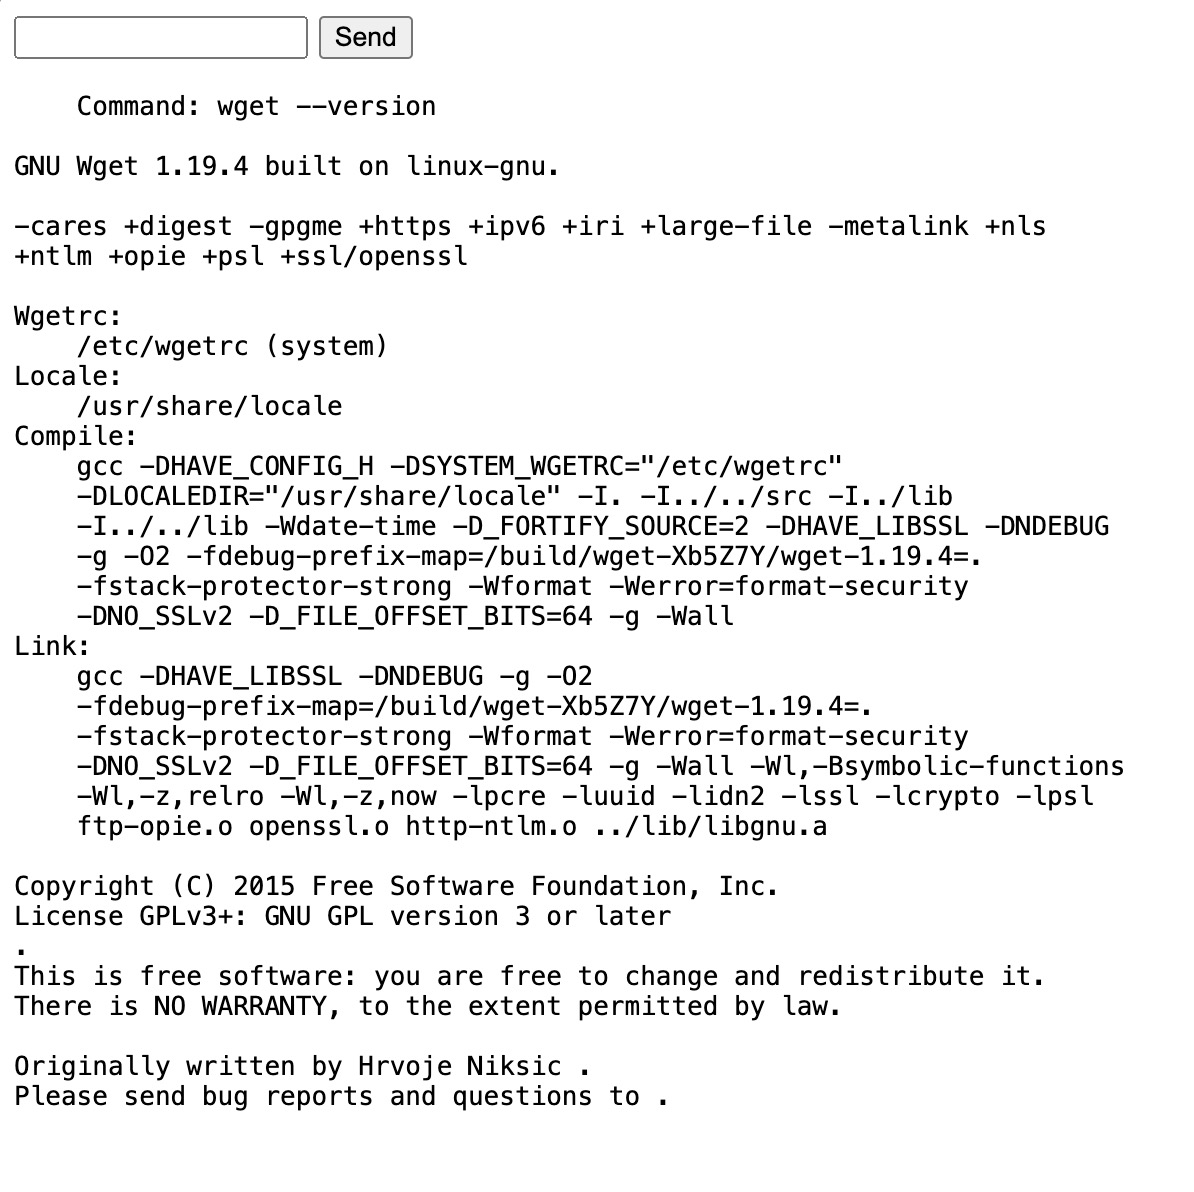 Send
Command: wget --version
GNU Wget 1.19.4 built on linux-gnu.
-cares +digest -gpgme +https +ipv6 +iri +large-file -metalink +nls
+ntlm +opie +psl +ssl/openssl
Wgetrc:
/etc/wgetrc (system)
Locale:
/usr/share/locale
Compile:
gcc -DHAVE_CONFIG_H -DSYSTEM_WGETRC="/etc/wgetrc"
-DLOCALEDIR="/usr/share/locale" -I. -I../../src -I../lib
-I../../lib -Wdate-time -D_FORTIFY_SOURCE=2 -DHAVE_LIBSSL -DNDEBUG
-g -O2 -fdebug-prefix-map=/build/wget-Xb5Z7Y/wget-1.19.4=.
-fstack-protector-strong -Wformat -Werror=format-security
-DNO_SSLv2 -D_FILE_OFFSET_BITS=64 -g -Wall
Link:
gcc -DHAVE_LIBSSL -DNDEBUG -g -O2
-fdebug-prefix-map=/build/wget-Xb5Z7Y/wget-1.19.4=.
-fstack-protector-strong -Wformat -Werror=format-security
-DNO_SSLv2 -D_FILE_OFFSET_BITS=64 -g -Wall -Wl,-Bsymbolic-functions
-Wl,-z,relro -Wl,-z,now -lpcre -luuid -lidn2 -lssl -lcrypto -lpsl
ftp-opie.o openssl.o http-ntlm.o ../lib/libgnu.a
Copyright (C) 2015 Free Software Foundation, Inc.
License GPLv3+: GNU GPL version 3 or later
.
This is free software: you are free to change and redistribute it.
There is NO WARRANTY, to the extent permitted by law.
Originally written by Hrvoje Niksic .
Please send bug reports and questions to .